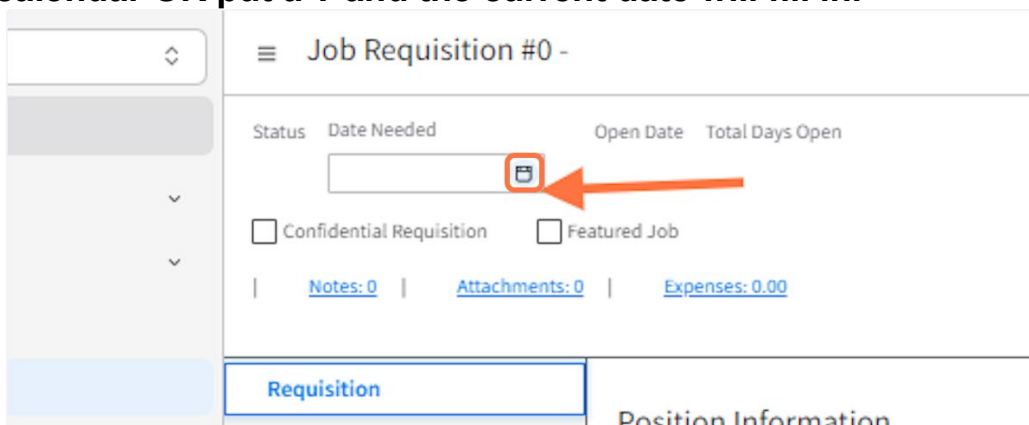 Job Requisition #0 -
Status Date Needed Open Date Total Days Open
Confidential Requisition Featured Job
| Notes: 0 | Attachments: 0 | Expenses: 0.00
Requisition
Position Information